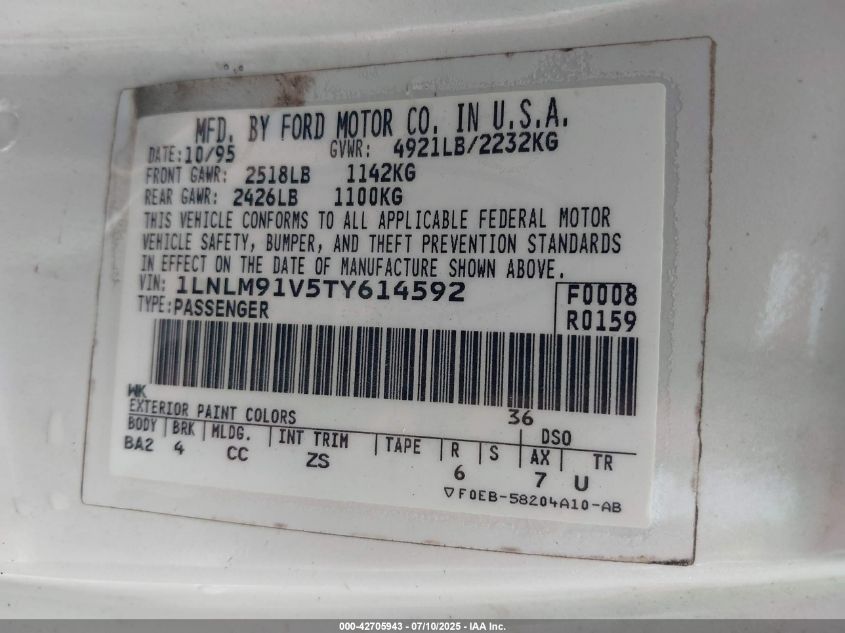 MFD. BY FORD MOTOR CO. IN U.S.A.
DATE: 10/95 GVWR: 4921LB/2232KG
FRONT GAWR: 2518LB 1142KG
REAR GAWR: 2426LB 1100KG
THIS VEHICLE CONFORMS TO ALL APPLICABLE FEDERAL MOTOR
VEHICLE SAFETY, BUMPER, AND THEFT PREVENTION STANDARDS
IN EFFECT ON THE DATE OF MANUFACTURE SHOWN ABOVE.
VIN: 1LNLM91V5TY614592 F0008
TYPE: PASSENGER R0159
WK
EXTERIOR PAINT COLORS 36 DSO
BODY BRK MLDG. INT TRIM TAPE R S AX TR
BA2 4 CC ZS 6 7 U
▽F0EB-58204A10-AB
000-42705943 - 07/10/2025 - IAA Inc.